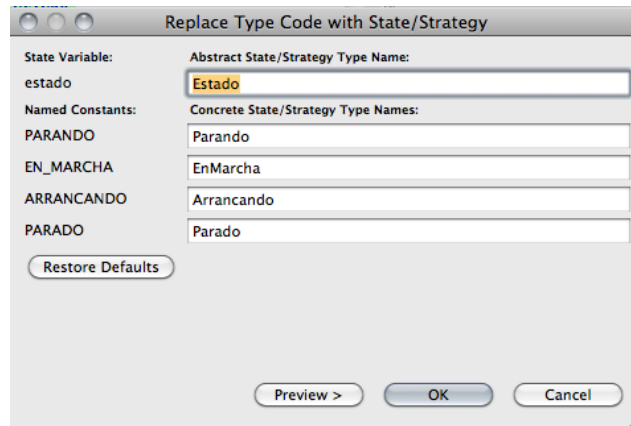 Replace Type Code with State/Strategy
State Variable: Abstract State/Strategy Type Name:
estado Estado
Named Constants: Concrete State/Strategy Type Names:
PARANDO Parando
EN_MARCHA EnMarcha
ARRANCANDO Arrancando
PARADO Parado
Restore Defaults
Preview > OK Cancel